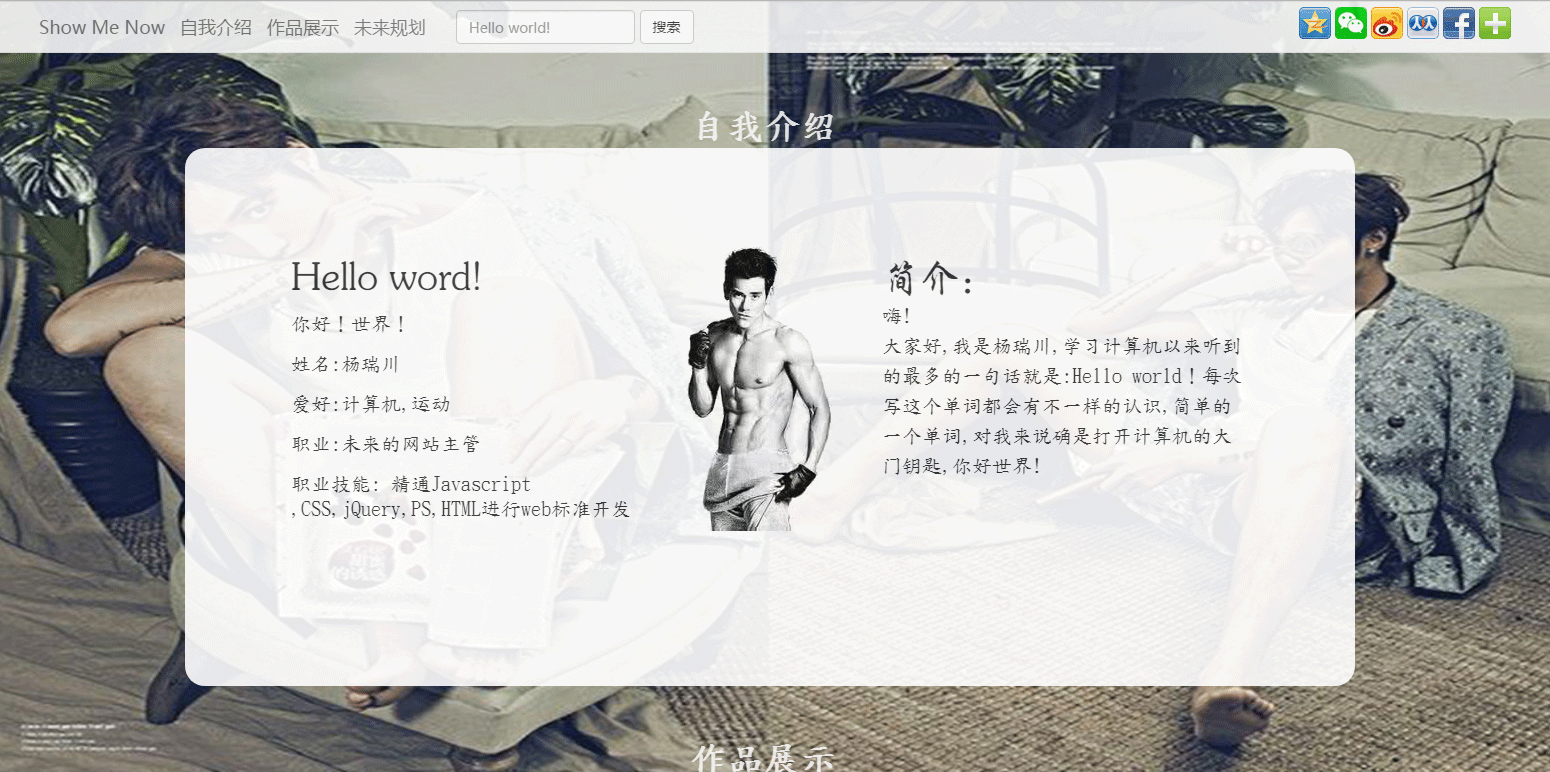 Show Me Now 自我介绍 作品展示 未来规划 Hello world! 搜索
自我介绍
Hello word!
你好！世界！
姓名:杨瑞川
爱好:计算机,运动
职业:未来的网站主管
职业技能: 精通Javascript
,CSS,jQuery,PS,HTML进行web标准开发
简介:
嗨!
大家好,我是杨瑞川,学习计算机以来听到
的最多的一句话就是:Hello world！每次
写这个单词都会有不一样的认识,简单的
一个单词,对我来说确是打开计算机的大
门钥匙,你好世界!
作品展示